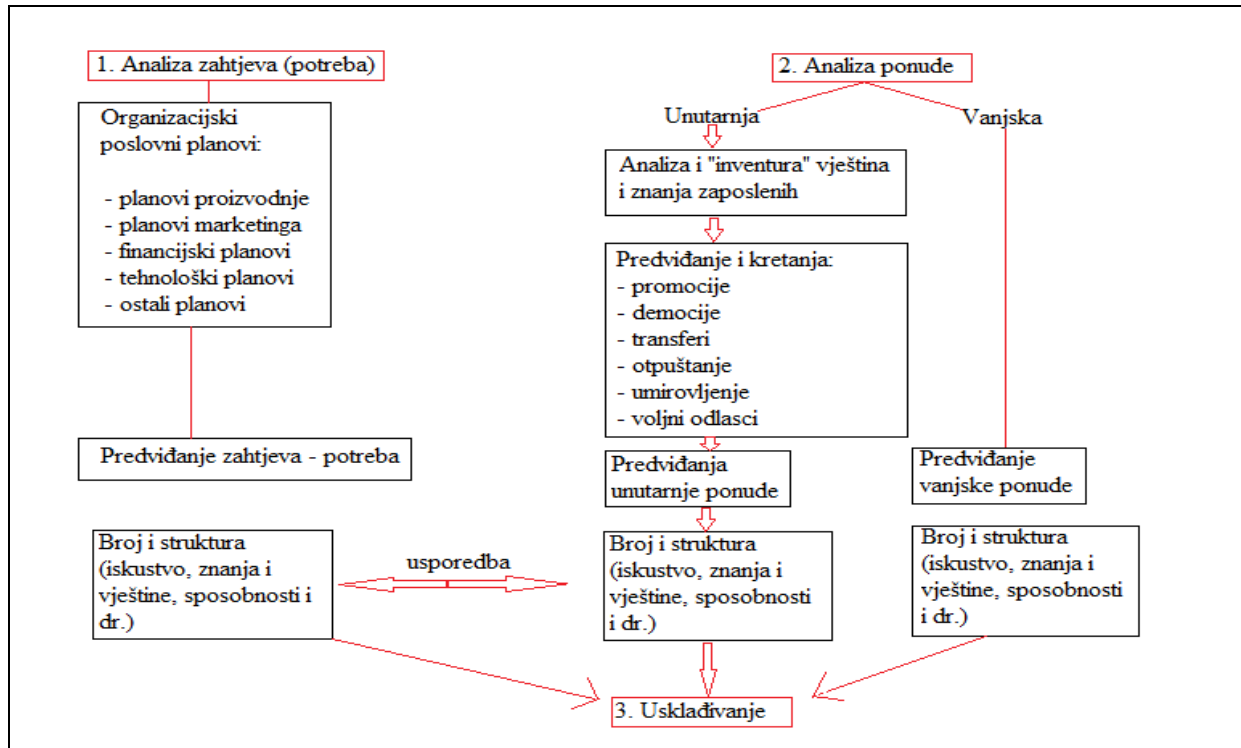 1. Analiza zahtjeva (potreba)
Organizacijski
poslovni planovi:
- planovi proizvodnje
- planovi marketinga
- financijski planovi
- tehnološki planovi
- ostali planovi
Predviđanje zahtjeva - potreba
Broj i struktura
(iskustvo, znanja i
vještine, sposobnosti i
dr.)
usporedba
2. Analiza ponude
Unutarnja
Vanjska
Analiza i "inventura" vještina
i znanja zaposlenih
Predviđanje i kretanja:
- promocije
- democije
- transferi
- otpuštanje
- umirovljenje
- voljni odlasci
Predviđanja
unutarnje ponude
Broj i struktura
(iskustvo, znanja i
vještine, sposobnosti
i dr.)
Predviđanje
vanjske ponude
Broj i struktura
(iskustvo, znanja i
vještine, sposobnosti
i dr.)
3. Usklađivanje